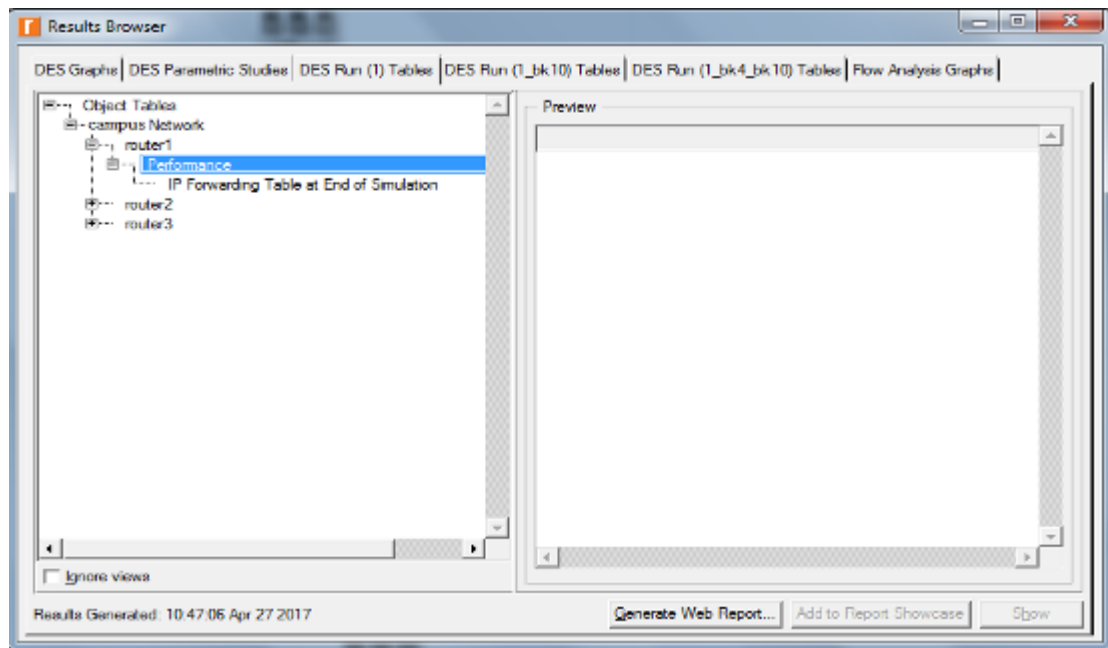 Results Browser
DES Graphs DES Parametric Studies DES Run (1) Tables DES Run (1_bk10) Tables DES Run (1_bk4_bk10) Tables Flow Analysis Graphs
Object Tables
campus Network
router1
Performance
IP Forwarding Table at End of Simulation
router2
router3
Preview
Ignore views
Results Generated: 10:47:06 Apr 27 2017
Generate Web Report... Add to Report Showcase Show